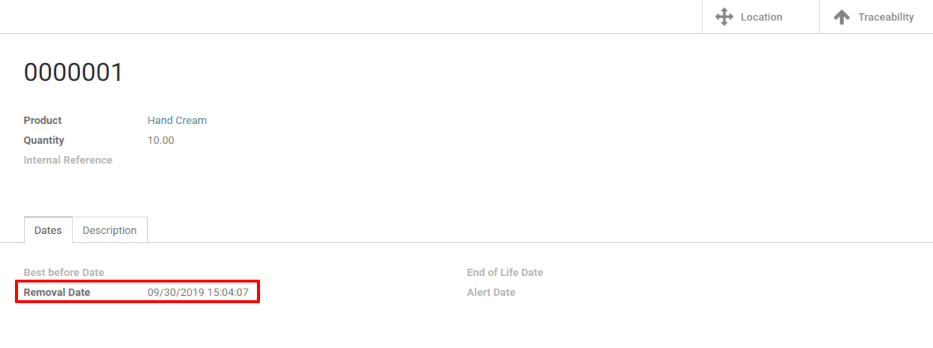 Location Traceability
0000001
Product Hand Cream
Quantity 10.00
Internal Reference
Dates Description
Best before Date End of Life Date
Removal Date 09/30/2019 15:04:07 Alert Date